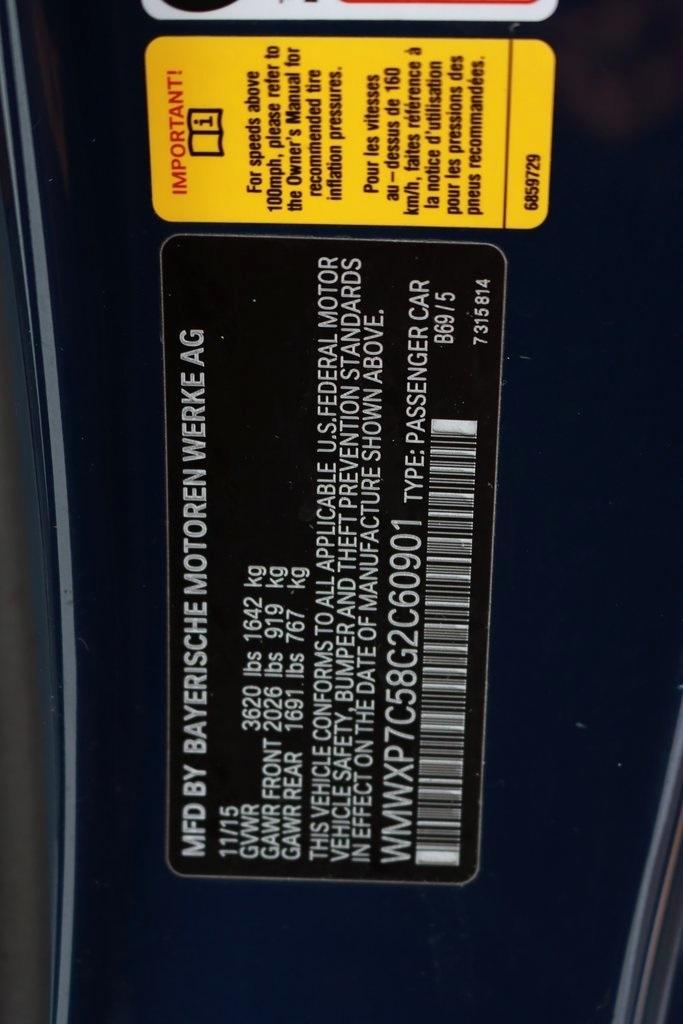 IMPORTANT!
For speeds above
100mph, please refer to
the Owner's Manual for
recommended tire
inflation pressures.
Pour les vitesses
au-dessus de 160
km/h, faites référence à
la notice d'utilisation
pour les pressions des
pneus recommandées.
6859729
MFD BY BAYERISCHE MOTOREN WERKE AG
11/15
GVWR 3620 lbs 1642 kg
GAWR FRONT 2026 lbs 919 kg
GAWR REAR 1691 lbs 767 kg
THIS VEHICLE CONFORMS TO ALL APPLICABLE U.S.FEDERAL MOTOR
VEHICLE SAFETY, BUMPER AND THEFT PREVENTION STANDARDS
IN EFFECT ON THE DATE OF MANUFACTURE SHOWN ABOVE.
WMWXP7C58G2C60901 TYPE: PASSENGER CAR
B69/5
7315814